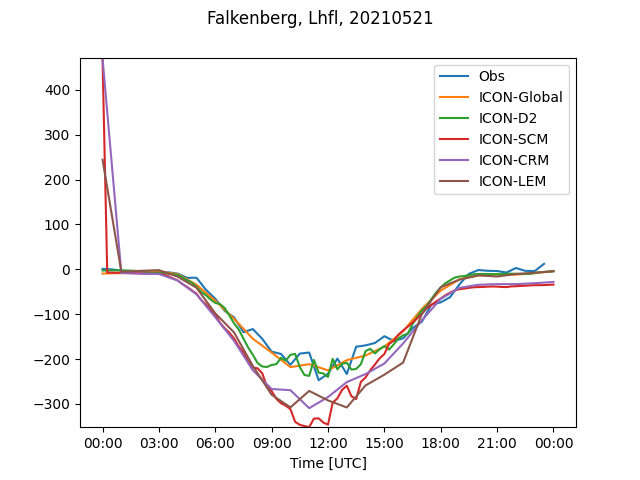 Falkenberg, Lhfl, 20210521
Obs
ICON-Global
ICON-D2
ICON-SCM
ICON-CRM
ICON-LEM
400
300
200
100
0
−100
−200
−300
00:00 03:00 06:00 09:00 12:00 15:00 18:00 21:00 00:00
Time [UTC]